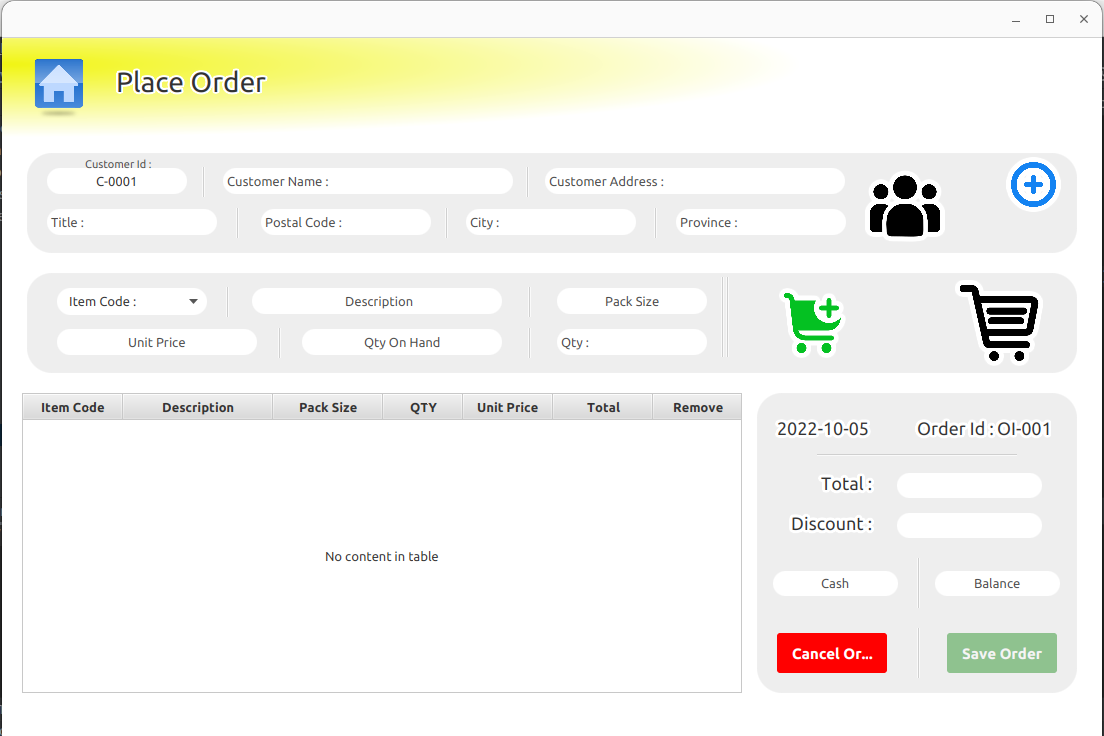 Place Order
Customer Id :
C-0001
Customer Name :
Customer Address :
Title :
Postal Code :
City :
Province :
Item Code :
Description
Pack Size
Unit Price
Qty On Hand
Qty :
Item Code Description Pack Size QTY Unit Price Total Remove
No content in table
2022-10-05 Order Id : OI-001
Total :
Discount :
Cash Balance
Cancel Or... Save Order